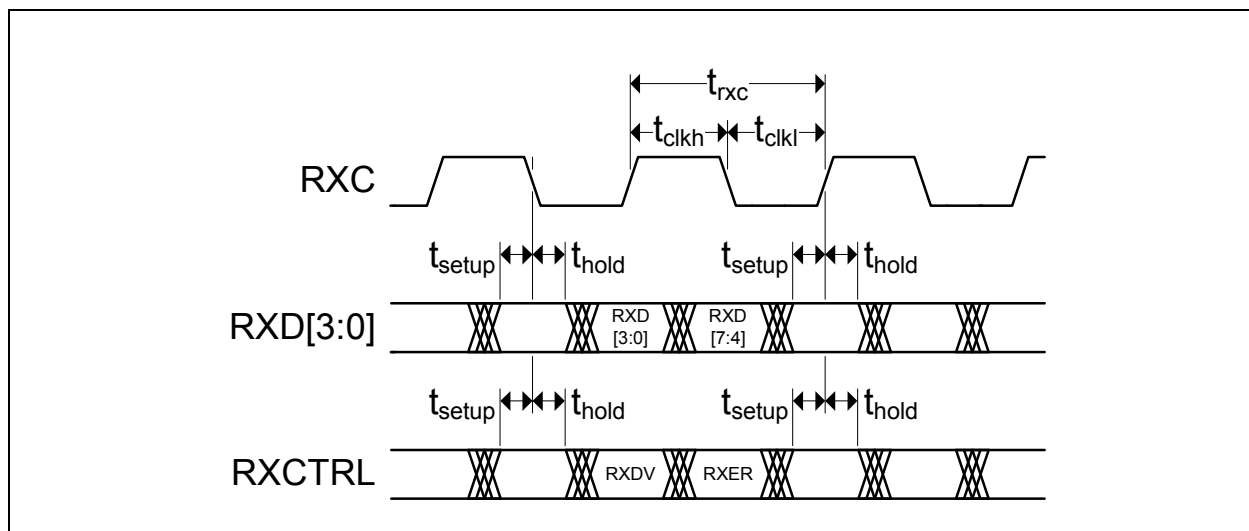 trxc
tclkh tclkl
RXC
tsetup thold tsetup thold
RXD[3:0] RXD [3:0] RXD [7:4]
tsetup thold tsetup thold
RXCTRL RXDV RXER